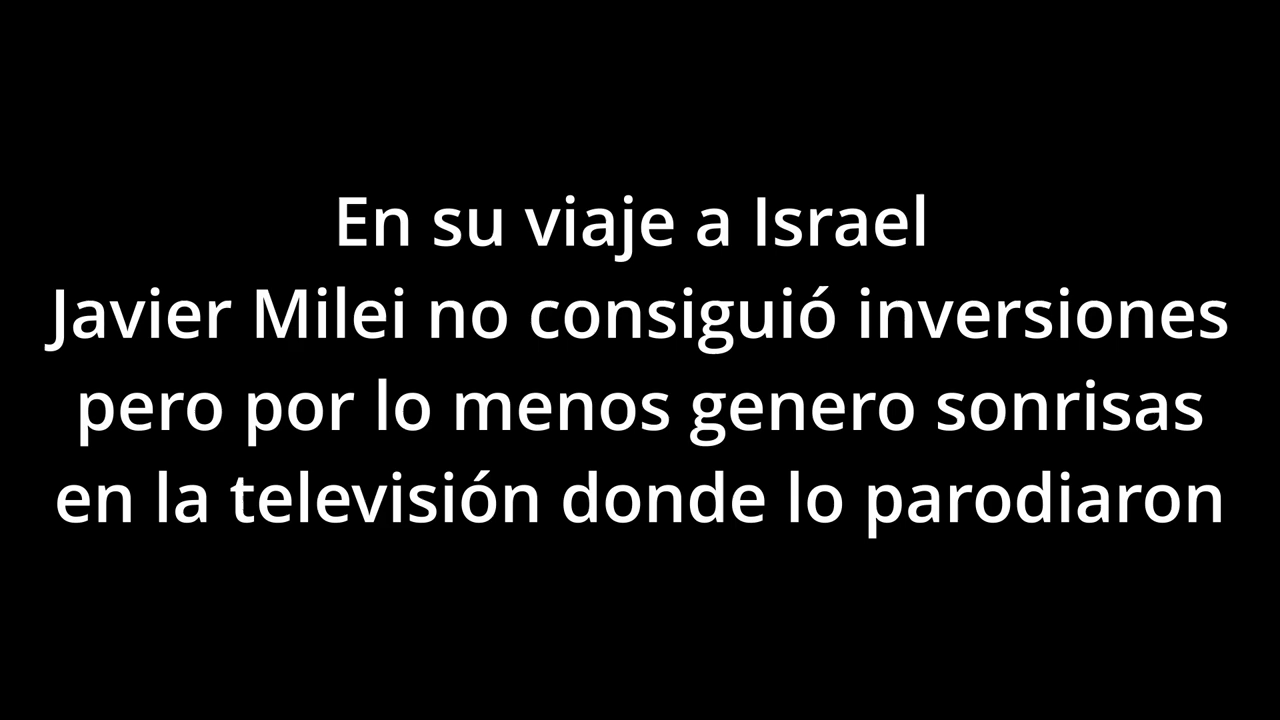 En su viaje a Israel
Javier Milei no consiguió inversiones
pero por lo menos genero sonrisas
en la televisión donde lo parodiaron